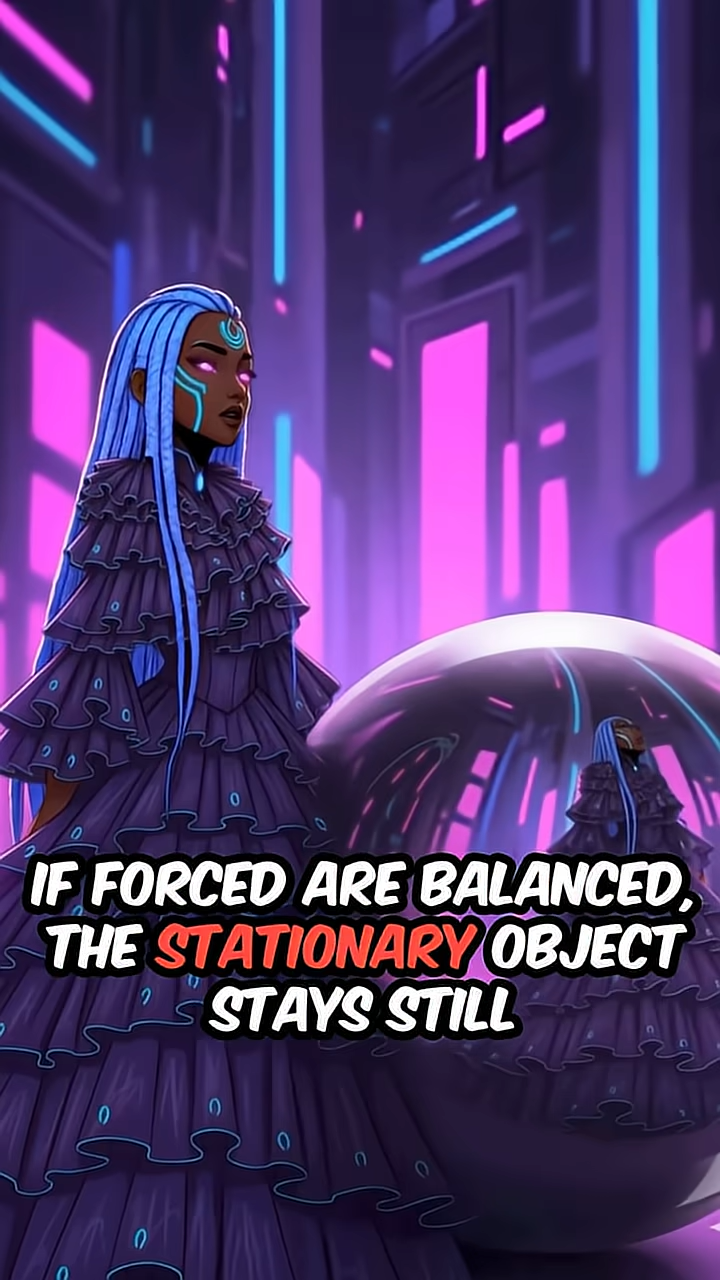 IF FORCED ARE BALANCED,
THE STATIONARY OBJECT
STAYS STILL